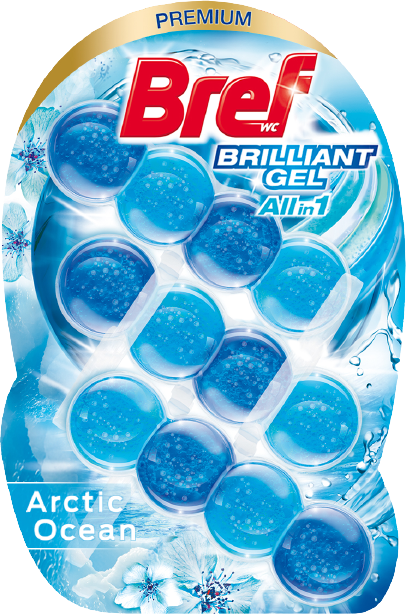 PREMIUM
Bref
WC
BRILLIANT
GEL
All in 1
Arctic
Ocean